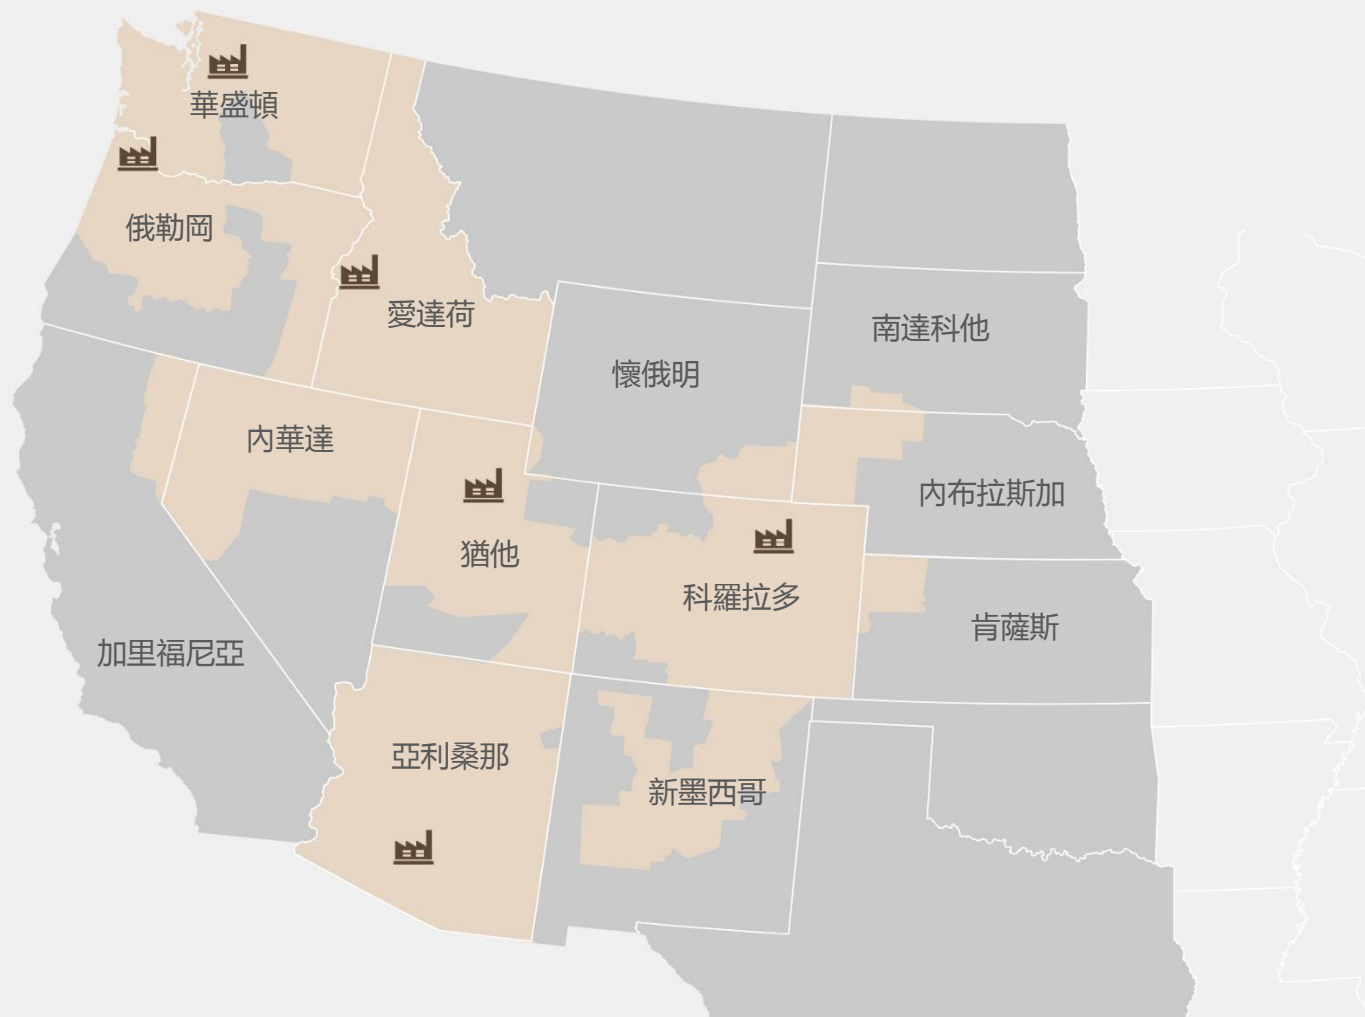 華盛頓
俄勒岡
愛達荷
南達科他
懷俄明
内華達
內布拉斯加
猶他
科羅拉多
肯薩斯
加里福尼亞
亞利桑那
新墨西哥